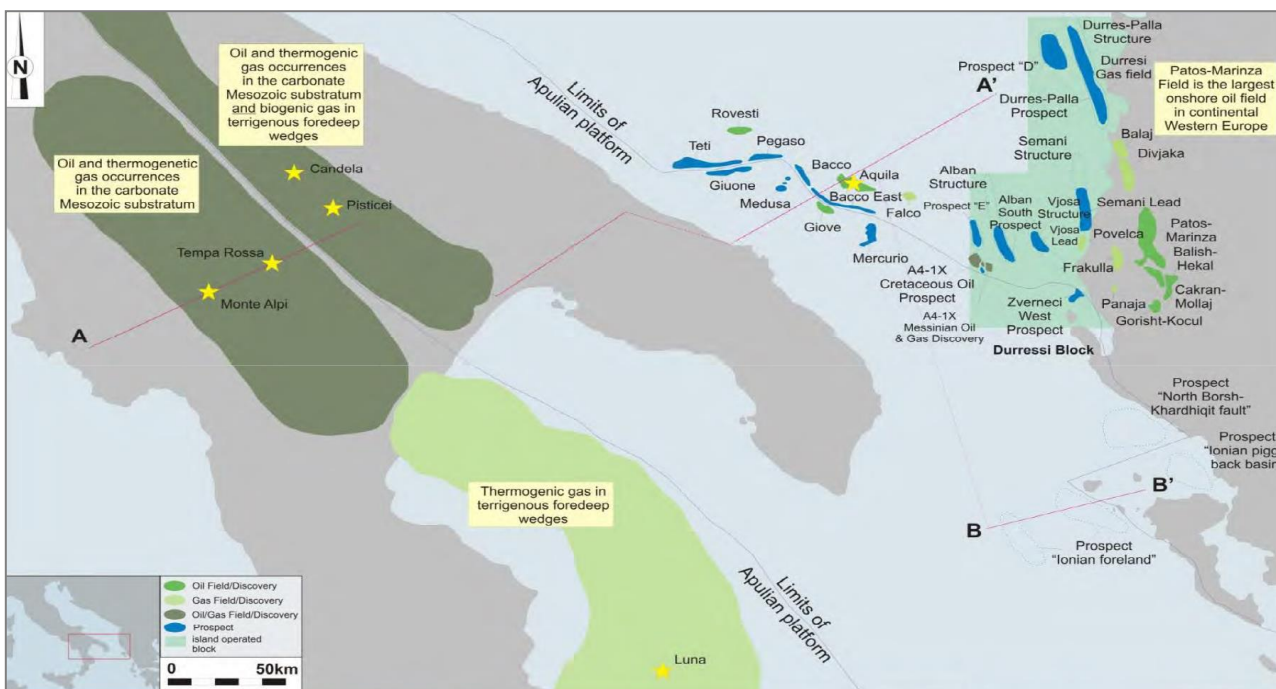 N
Oil and thermogenic
gas occurrences
in the carbonate
Mesozoic substratum
and biogenic gas in
terrigenous foredeep
wedges
Oil and thermogenetic
gas occurrences
in the carbonate
Mesozoic substratum
Candela
Pisticei
Tempa Rossa
Monte Alpi
A
Limits of
Apulian platform
Rovesti
Teti
Pegaso
Giuone
Medusa
Bacco
Aquila
Bacco East
Giove
Falco
Mercurio
A'
Prospect "D"
Durres-Palla
Structure
Durresi
Gas field
Durres-Palla
Prospect
Patos-Marinza
Field is the largest
onshore oil field
in continental
Western Europe
Semani
Structure
Balaj
Divjaka
Alban
Structure
Prospect "E"
Alban
South
Prospect
Vjosa
Structure
Vjosa
Lead
Semani Lead
Povelca
Patos-
Marinza
Balish-
Hekal
Frakulla
Cakran-
Mollaj
Panaja
Gorisht-Kocul
A4-1X
Cretaceous Oil
Prospect
A4-1X
Messinian Oil
& Gas Discovery
Zverneci
West
Prospect
Durressi Block
Prospect
"North Borsh-
Khardhiqit fault"
Prospect
"Ionian pigg
back basin
B'
B
Prospect
"Ionian foreland"
Thermogenic gas in
terrigenous foredeep
wedges
Limits of
Apulian platform
Luna
Oil Field/Discovery
Gas Field/Discovery
Oil/Gas Field/Discovery
Prospect
island operated
block
0 50km